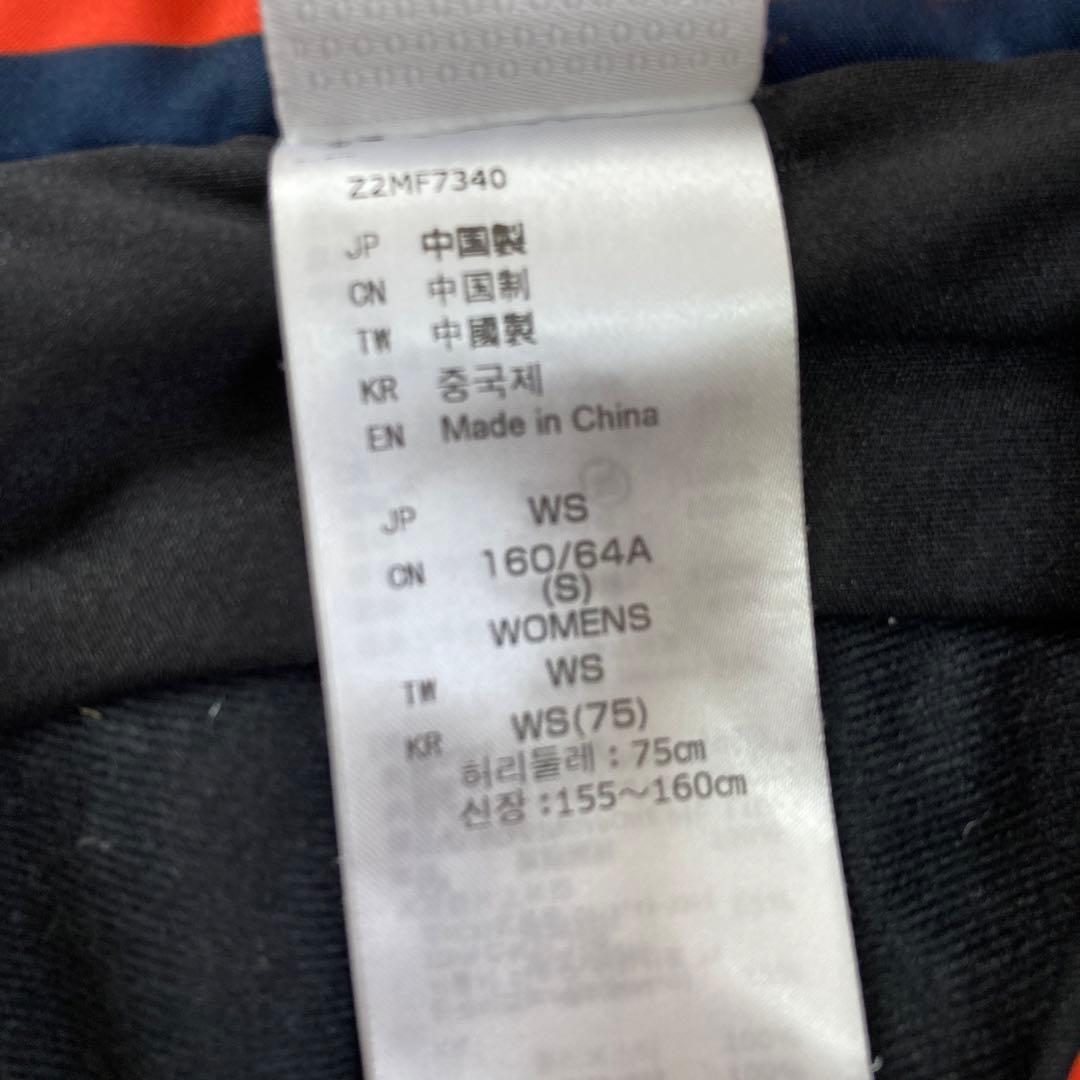 Z2MF7340
JP 中国製
CN 中国制
TW 中國製
KR 중국제
EN Made in China
JP WS
CN 160/64A
(S)
WOMENS
TW WS
KR WS(75)
허리둘레 : 75㎝
신장 :155～160㎝